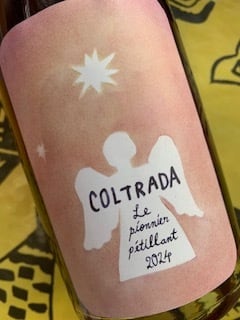 COLTRADA
Le
pionnier
pétillant
2024